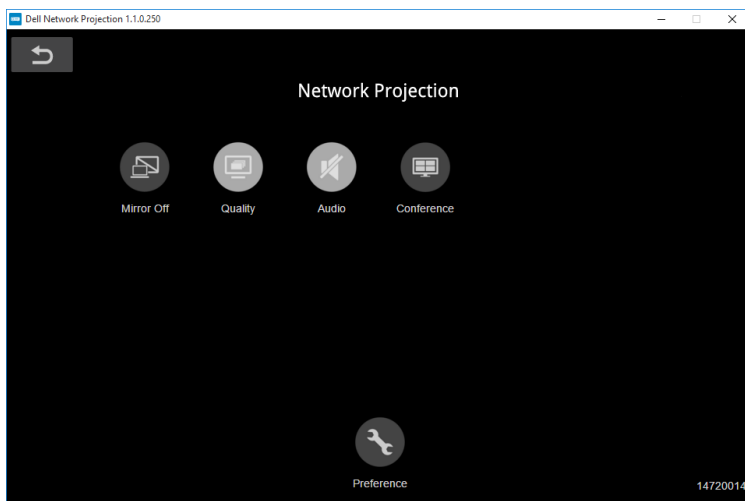 Dell Network Projection 1.1.0.250
Network Projection
Mirror Off Quality Audio Conference
Preference
14720014